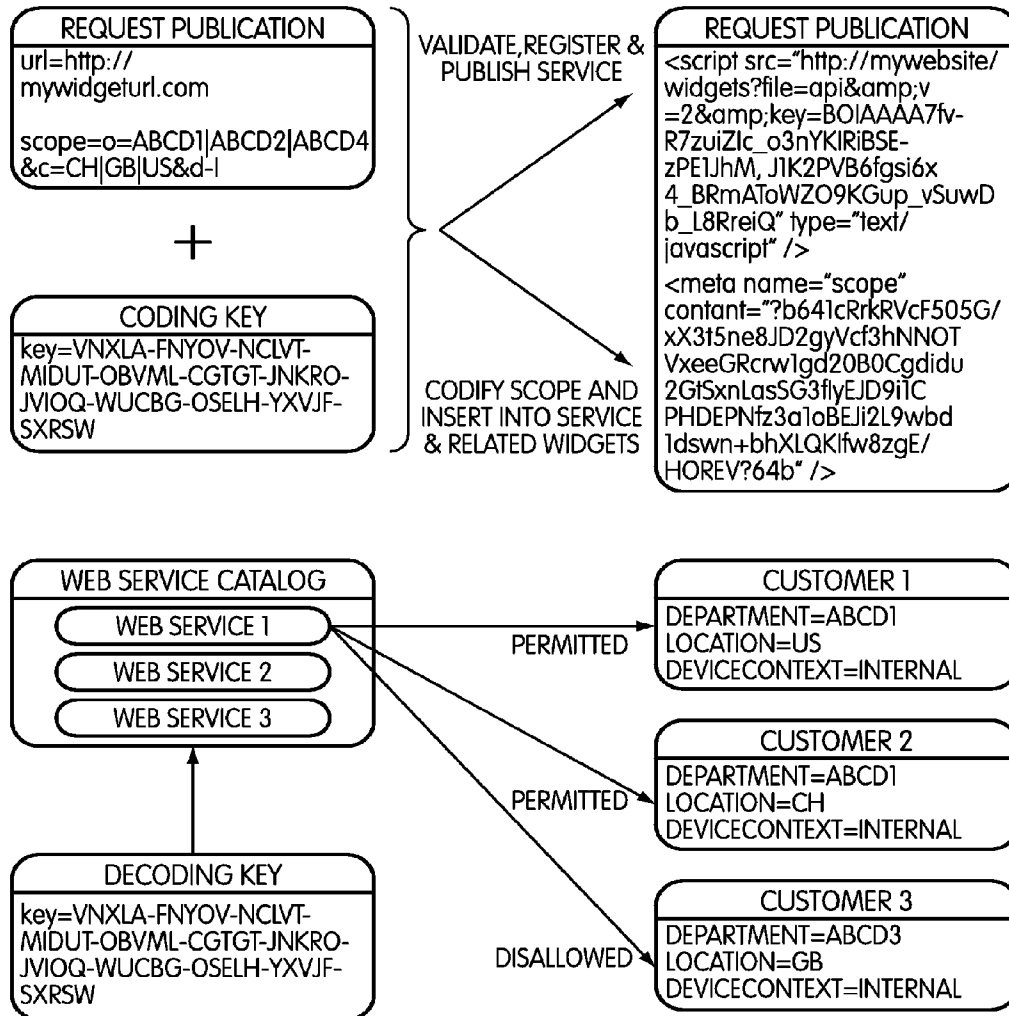 REQUEST PUBLICATION
url=http://
mywidgeturl.com
scope=o=ABCD1|ABCD2|ABCD4
&c=CH|GB|US&d-I
+
CODING KEY
key=VNXLA-FNYOV-NCLVT-
MIDUT-OBVML-CGTGT-JNKRO-
JVIOQ-WUCBG-OSELH-YXVJF-
SXRSW
VALIDATE,REGISTER &
PUBLISH SERVICE
CODIFY SCOPE AND
INSERT INTO SERVICE
& RELATED WIDGETS
REQUEST PUBLICATION
<script src="http://mywebsite/
widgets?file=api&amp;v
=2&amp;key=BOIAAAA7fv-
R7zuiZIc_o3nYKIRiBSE-
zPE1JhM, J1K2PVB6fgsi6x
4_BRmAToWZO9KGup_vSuwD
b_L8RreiQ" type="text/
javascript" />
<meta name="scope"
contant="?b641cRrkRVcF505G/
xX3t5ne8JD2gyVcf3hNNOT
VxeeGRcrw1gd20B0Cgdidu
2GfSxnLasSG3flyEJD9i1C
PHDEPNfz3a1oBEJi2L9wbd
1dswn+bhXLQKIfw8zgE/
HOREV?64b" />
WEB SERVICE CATALOG
WEB SERVICE 1
WEB SERVICE 2
WEB SERVICE 3
DECODING KEY
key=VNXLA-FNYOV-NCLVT-
MIDUT-OBVML-CGTGT-JNKRO-
JVIOQ-WUCBG-OSELH-YXVJF-
SXRSW
PERMITTED
PERMITTED
DISALLOWED
CUSTOMER 1
DEPARTMENT=ABCD1
LOCATION=US
DEVICECONTEXT=INTERNAL
CUSTOMER 2
DEPARTMENT=ABCD1
LOCATION=CH
DEVICECONTEXT=INTERNAL
CUSTOMER 3
DEPARTMENT=ABCD3
LOCATION=GB
DEVICECONTEXT=INTERNAL